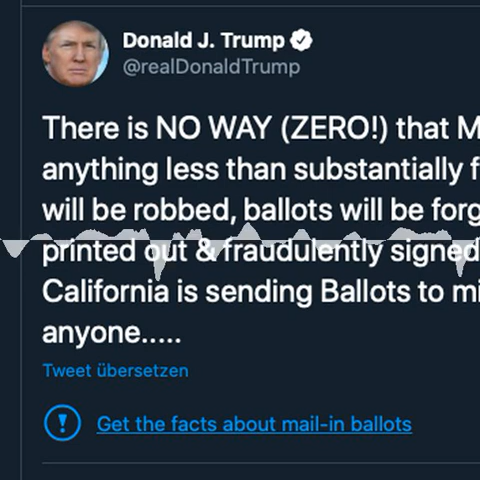 Donald J. Trump
@realDonaldTrump
There is NO WAY (ZERO!) that M
anything less than substantially f
will be robbed, ballots will be forg
printed out & fraudulently signed
California is sending Ballots to mi
anyone.....
Tweet übersetzen
Get the facts about mail-in ballots